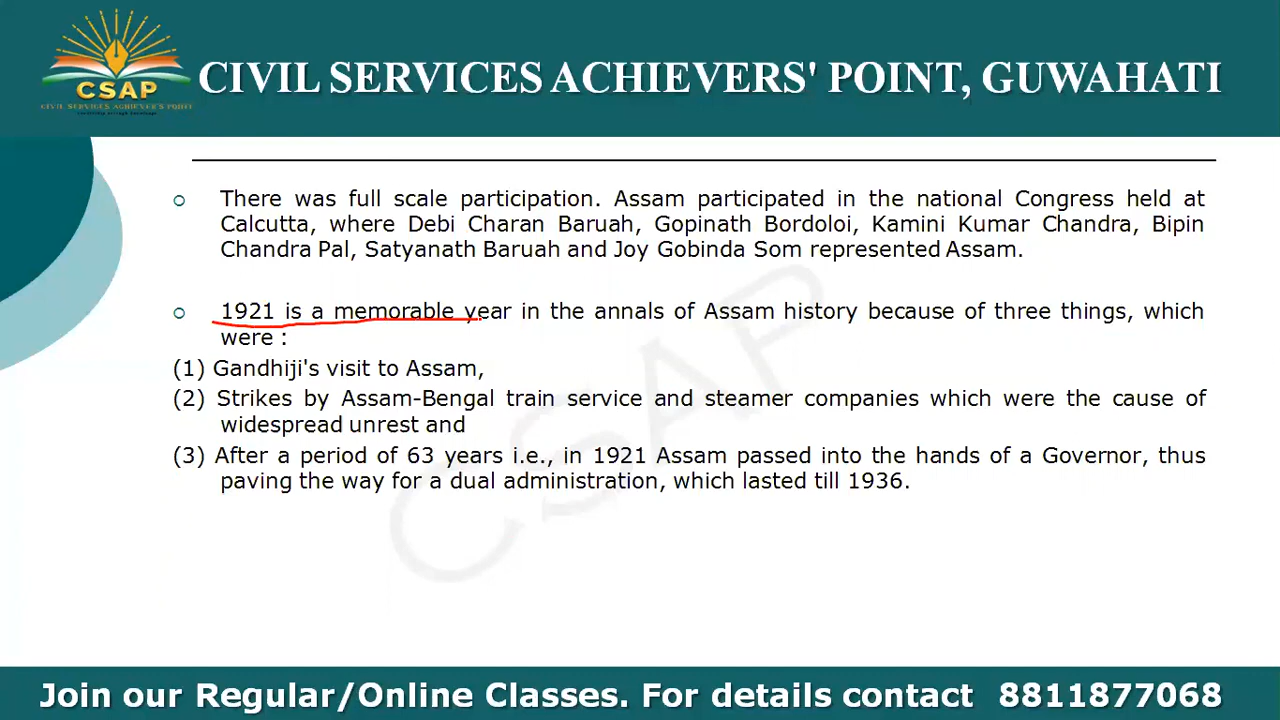 CSAP
CIVIL SERVICES ACHIEVER'S POINT
CIVIL SERVICES ACHIEVERS' POINT, GUWAHATI
There was full scale participation. Assam participated in the national Congress held at
Calcutta, where Debi Charan Baruah, Gopinath Bordoloi, Kamini Kumar Chandra, Bipin
Chandra Pal, Satyanath Baruah and Joy Gobinda Som represented Assam.
1921 is a memorable year in the annals of Assam history because of three things, which
were :
(1) Gandhiji's visit to Assam,
(2) Strikes by Assam-Bengal train service and steamer companies which were the cause of
widespread unrest and
(3) After a period of 63 years i.e., in 1921 Assam passed into the hands of a Governor, thus
paving the way for a dual administration, which lasted till 1936.
CSAP
Join our Regular/Online Classes. For details contact 8811877068